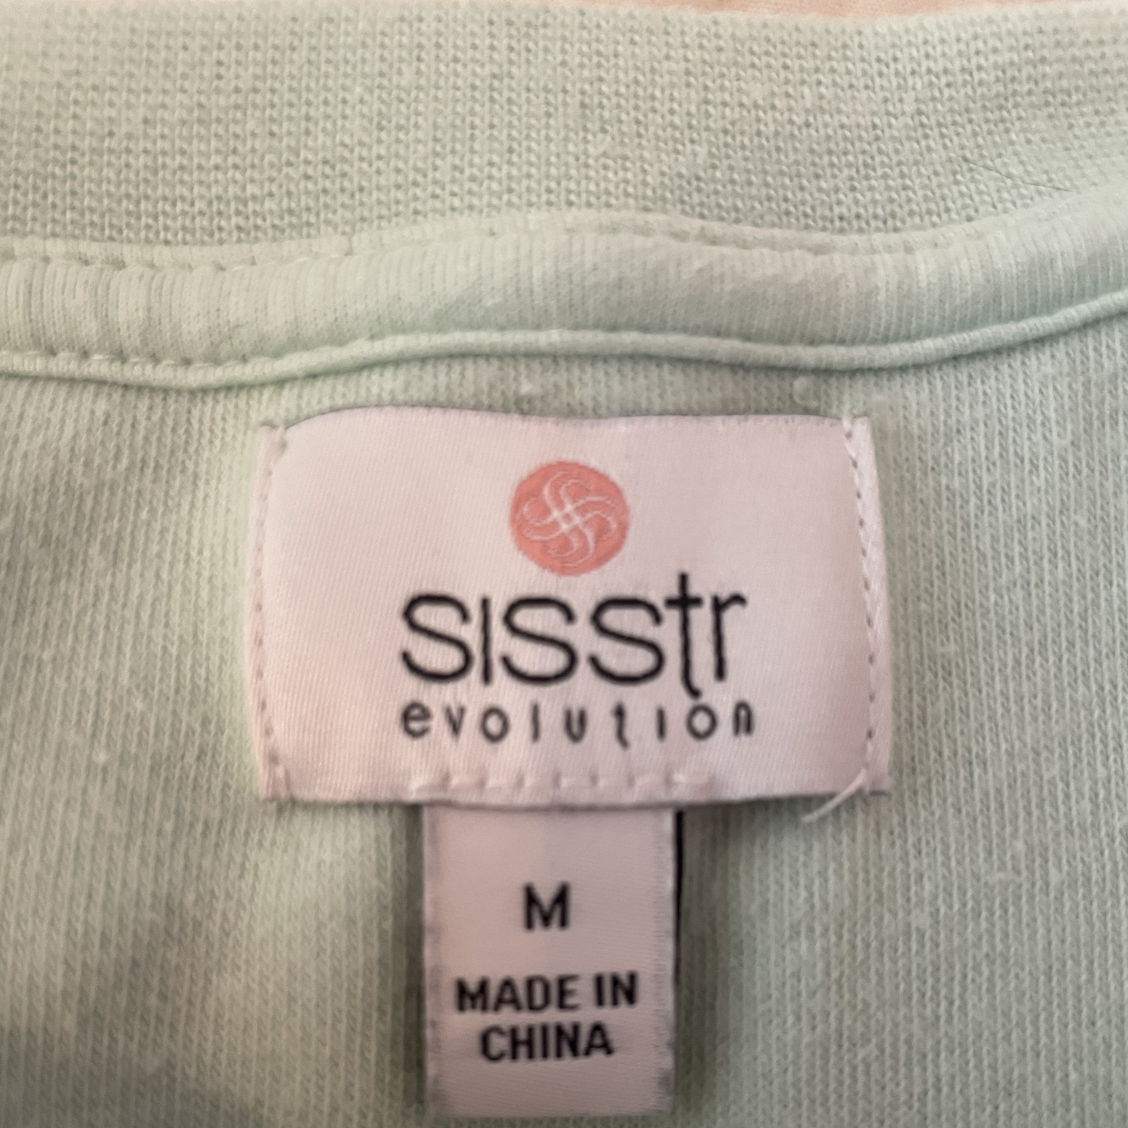 sisstr
evolution
M
MADE IN
CHINA